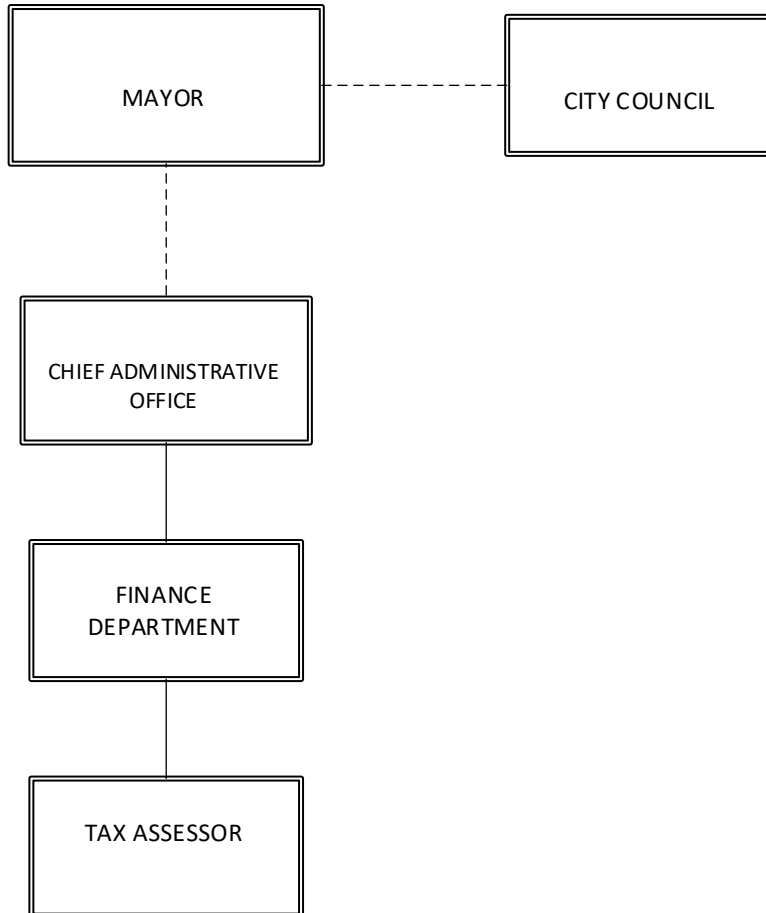 MAYOR
CITY COUNCIL
CHIEF ADMINISTRATIVE
OFFICE
FINANCE
DEPARTMENT
TAX ASSESSOR